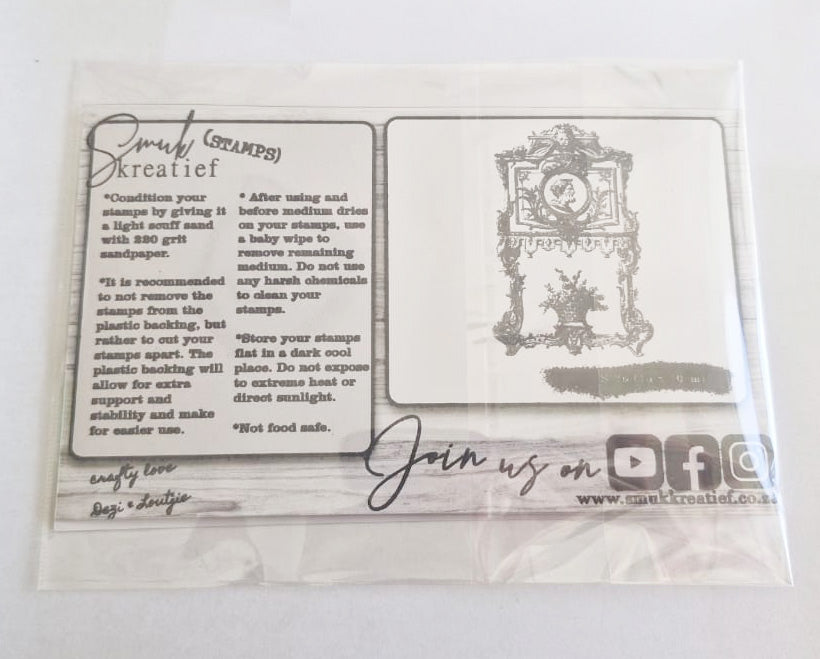 Smuk (STAMPS)
kreatief
*Condition your
stamps by giving it
a light scuff sand
with 220 grit
sandpaper.
*It is recommended
to not remove the
stamps from the
plastic backing, but
rather to cut your
stamps apart. The
plastic backing will
allow for extra
support and
stability and make
for easier use.
* After using and
before medium dries
on your stamps, use
a baby wipe to
remove remaining
medium. Do not use
any harsh chemicals
to clean your
stamps.
*Store your stamps
flat in a dark cool
place. Do not expose
to extreme heat or
direct sunlight.
*Not food safe.
crafty love
Dezi & Loutjie
Join us on
www.smukkreatief.co.za